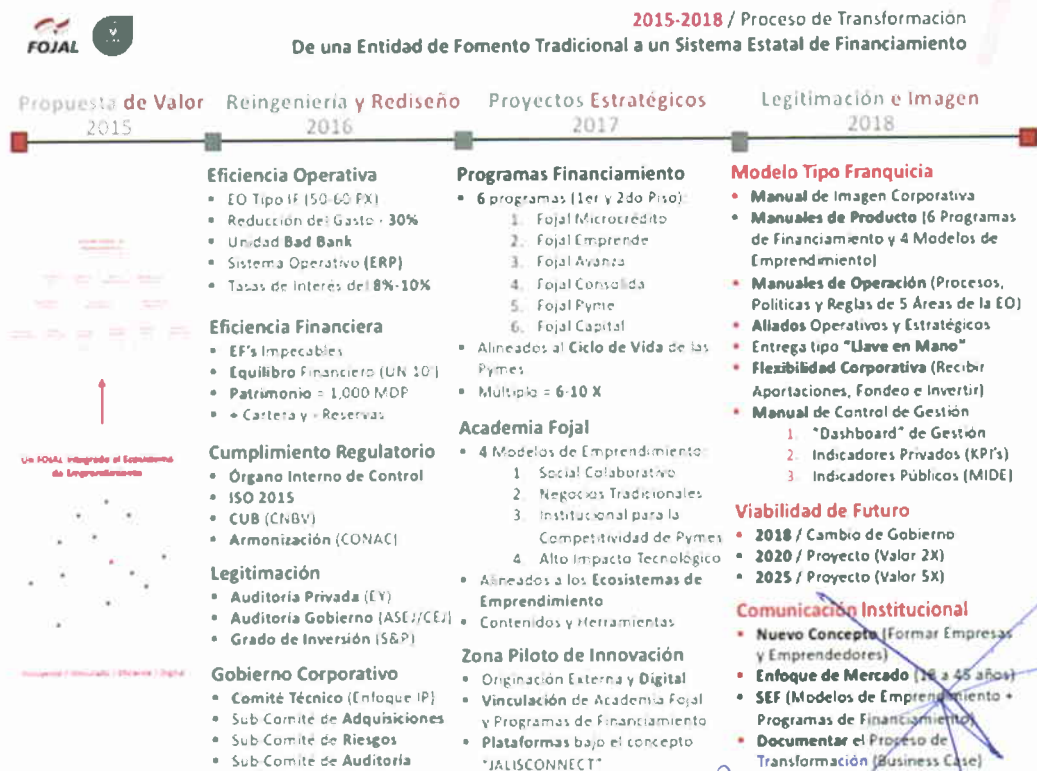 FOJAL
2015-2018 / Proceso de Transformación
De una Entidad de Fomento Tradicional a un Sistema Estatal de Financiamiento
Propuesta de Valor
2015
Un FOJAL integrado al Ecosistema
de Emprendimiento
Reingeniería y Rediseño
2016
Eficiencia Operativa
• EO Tipo IF (50-60 PX)
• Reducción del Gasto - 30%
• Unidad Bad Bank
• Sistema Operativo (ERP)
• Tasas de Interés del 8%-10%
Eficiencia Financiera
• EF's Impecables
• Equilibro Financiero (UN 10')
• Patrimonio = 1,000 MDP
• + Cartera y - Reservas
Cumplimiento Regulatorio
• Órgano Interno de Control
• ISO 2015
• CUB (CNBV)
• Armonización (CONAC)
Legitimación
• Auditoría Privada (EY)
• Auditoría Gobierno (ASEJ/CEJ)
• Grado de Inversión (S&P)
Gobierno Corporativo
• Comité Técnico (Enfoque IP)
• Sub-Comité de Adquisiciones
• Sub-Comité de Riesgos
• Sub-Comité de Auditoría
Proyectos Estratégicos
2017
Programas Financiamiento
• 6 programas (1er y 2do Piso):
1. Fojal Microcrédito
2. Fojal Emprende
3. Fojal Avanza
4. Fojal Consolida
5. Fojal Pyme
6. Fojal Capital
• Alineados al Ciclo de Vida de las
Pymes
• Múltiplo = 6-10 X
Academia Fojal
• 4 Modelos de Emprendimiento:
1 Social Colaborativo
2. Negocios Tradicionales
3. Institucional para la
Competitividad de Pymes
4. Alto Impacto Tecnológico
• Alineados a los Ecosistemas de
Emprendimiento
• Contenidos y Herramientas
Zona Piloto de Innovación
• Originación Externa y Digital
• Vinculación de Academia Fojal
y Programas de Financiamiento
• Plataformas bajo el concepto
"JALISCONNECT"
Legitimación e Imagen
2018
Modelo Tipo Franquicia
• Manual de Imagen Corporativa
• Manuales de Producto (6 Programas
de Financiamiento y 4 Modelos de
Emprendimiento)
• Manuales de Operación (Procesos,
Políticas y Reglas de 5 Áreas de la EO)
• Aliados Operativos y Estratégicos
• Entrega tipo "Llave en Mano"
• Flexibilidad Corporativa (Recibir
Aportaciones, Fondeo e Invertir)
• Manual de Control de Gestión
1. "Dashboard" de Gestión
2. Indicadores Privados (KPI's)
3. Indicadores Públicos (MIDE)
Viabilidad de Futuro
• 2018 / Cambio de Gobierno
• 2020 / Proyecto (Valor 2X)
• 2025 / Proyecto (Valor 5X)
Comunicación Institucional
• Nuevo Concepto (Formar Empresas
y Emprendedores)
• Enfoque de Mercado (18 a 45 años)
• SEF (Modelos de Emprendimiento +
Programas de Financiamiento)
• Documentar el Proceso de
Transformación (Business Case)